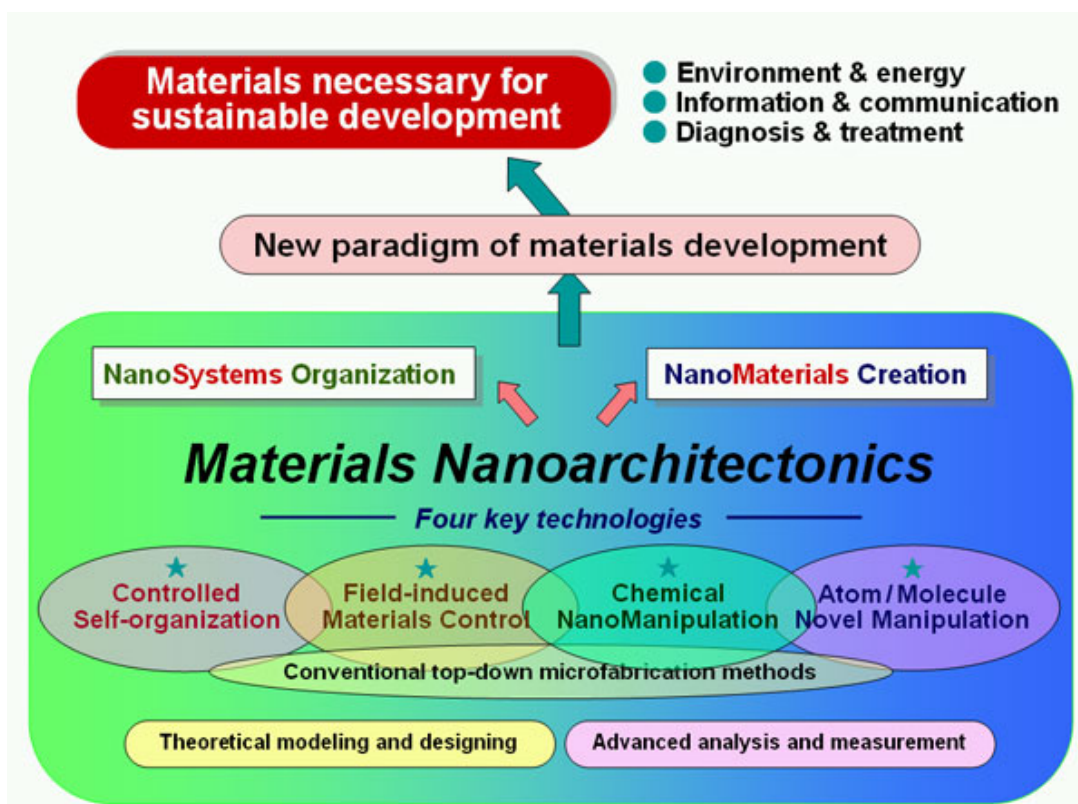 Materials necessary for
sustainable development
Environment & energy
Information & communication
Diagnosis & treatment
New paradigm of materials development
NanoSystems Organization
NanoMaterials Creation
Materials Nanoarchitectonics
Four key technologies
Controlled
Self-organization
Field-induced
Materials Control
Chemical
NanoManipulation
Atom/Molecule
Novel Manipulation
Conventional top-down microfabrication methods
Theoretical modeling and designing
Advanced analysis and measurement